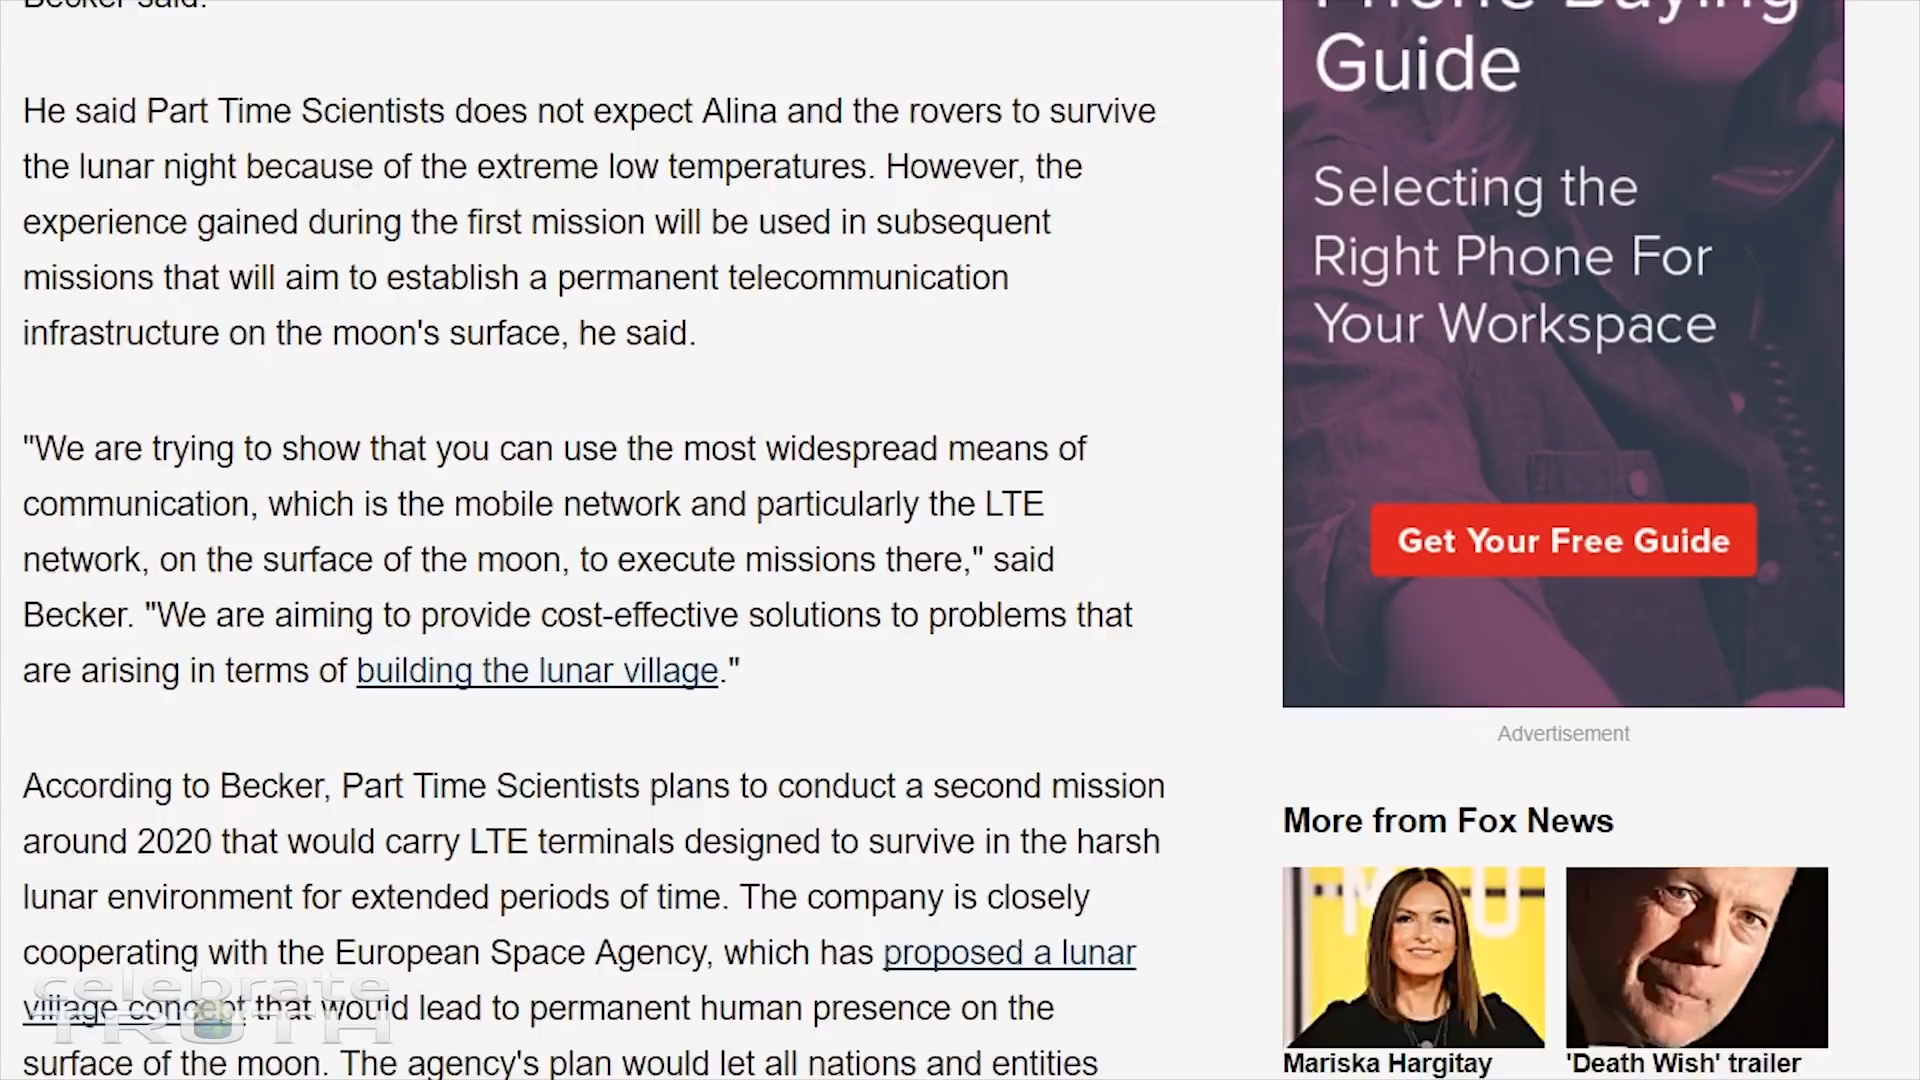 Becker said.
He said Part Time Scientists does not expect Alina and the rovers to survive
the lunar night because of the extreme low temperatures. However, the
experience gained during the first mission will be used in subsequent
missions that will aim to establish a permanent telecommunication
infrastructure on the moon's surface, he said.
"We are trying to show that you can use the most widespread means of
communication, which is the mobile network and particularly the LTE
network, on the surface of the moon, to execute missions there," said
Becker. "We are aiming to provide cost-effective solutions to problems that
are arising in terms of building the lunar village."
According to Becker, Part Time Scientists plans to conduct a second mission
around 2020 that would carry LTE terminals designed to survive in the harsh
lunar environment for extended periods of time. The company is closely
cooperating with the European Space Agency, which has proposed a lunar
village concept that would lead to permanent human presence on the
surface of the moon. The agency's plan would let all nations and entities
celebrate
TRUTH
Phone Buying
Guide
Selecting the
Right Phone For
Your Workspace
Get Your Free Guide
Advertisement
More from Fox News
Mariska Hargitay
'Death Wish' trailer